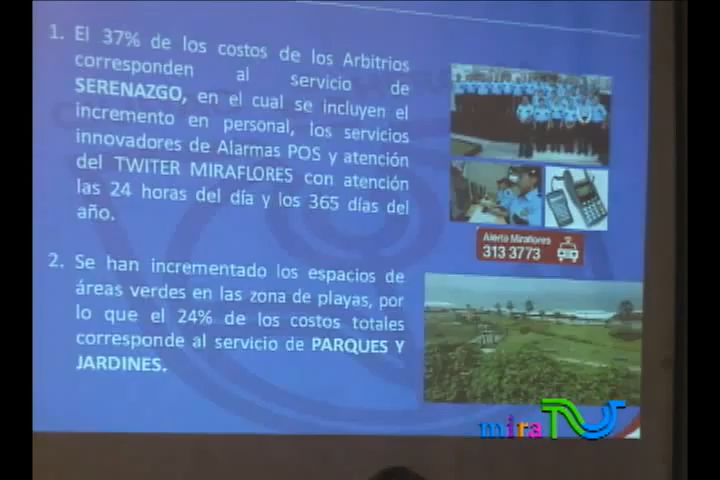 1. El 37% de los costos de los Arbitrios
corresponden al servicio de
SERENAZGO, en el cual se incluyen el
incremento en personal, los servicios
innovadores de Alarmas POS y atención
del TWITER MIRAFLORES con atención
las 24 horas del día y los 365 días del
año.
2. Se han incrementado los espacios de
áreas verdes en las zona de playas, por
lo que el 24% de los costos totales
corresponde al servicio de PARQUES Y
JARDINES.
Alerta Miraflores
313 3773
mira